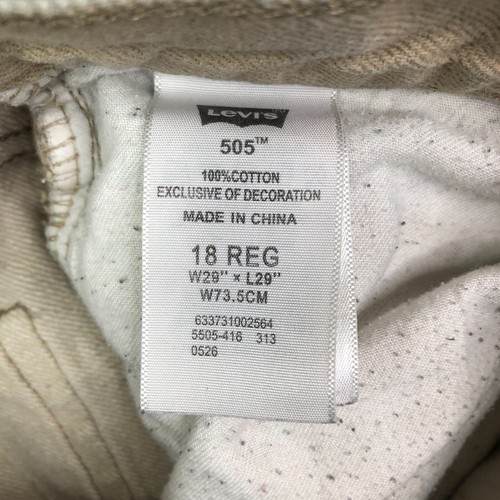 Levi's
505™
100%COTTON
EXCLUSIVE OF DECORATION
MADE IN CHINA
18 REG
W29" × L29"
W73.5CM
633731002564
5505-416 313
0526